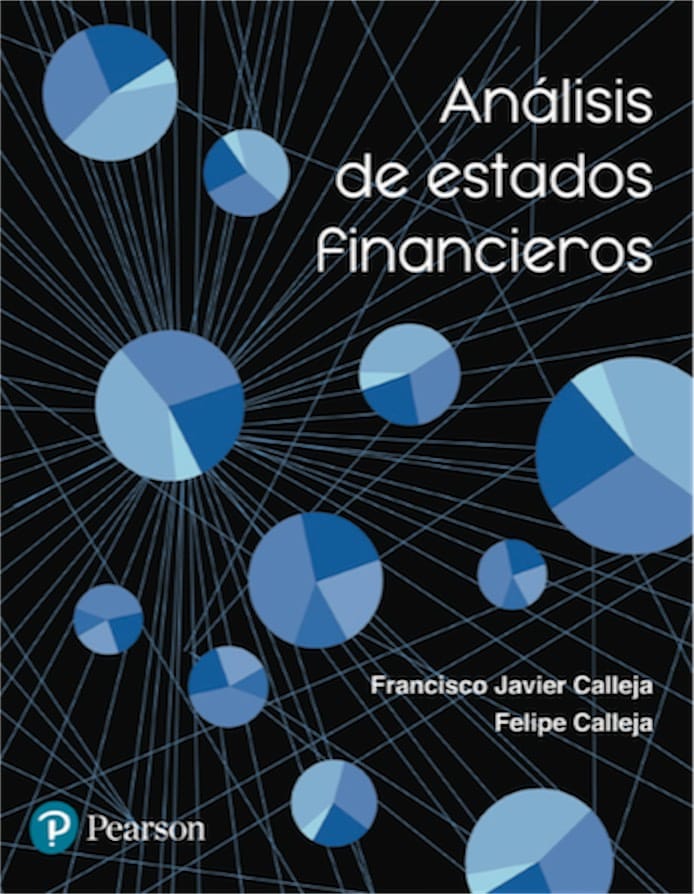 Análisis
de estados
financieros
Francisco Javier Calleja
Felipe Calleja
Pearson